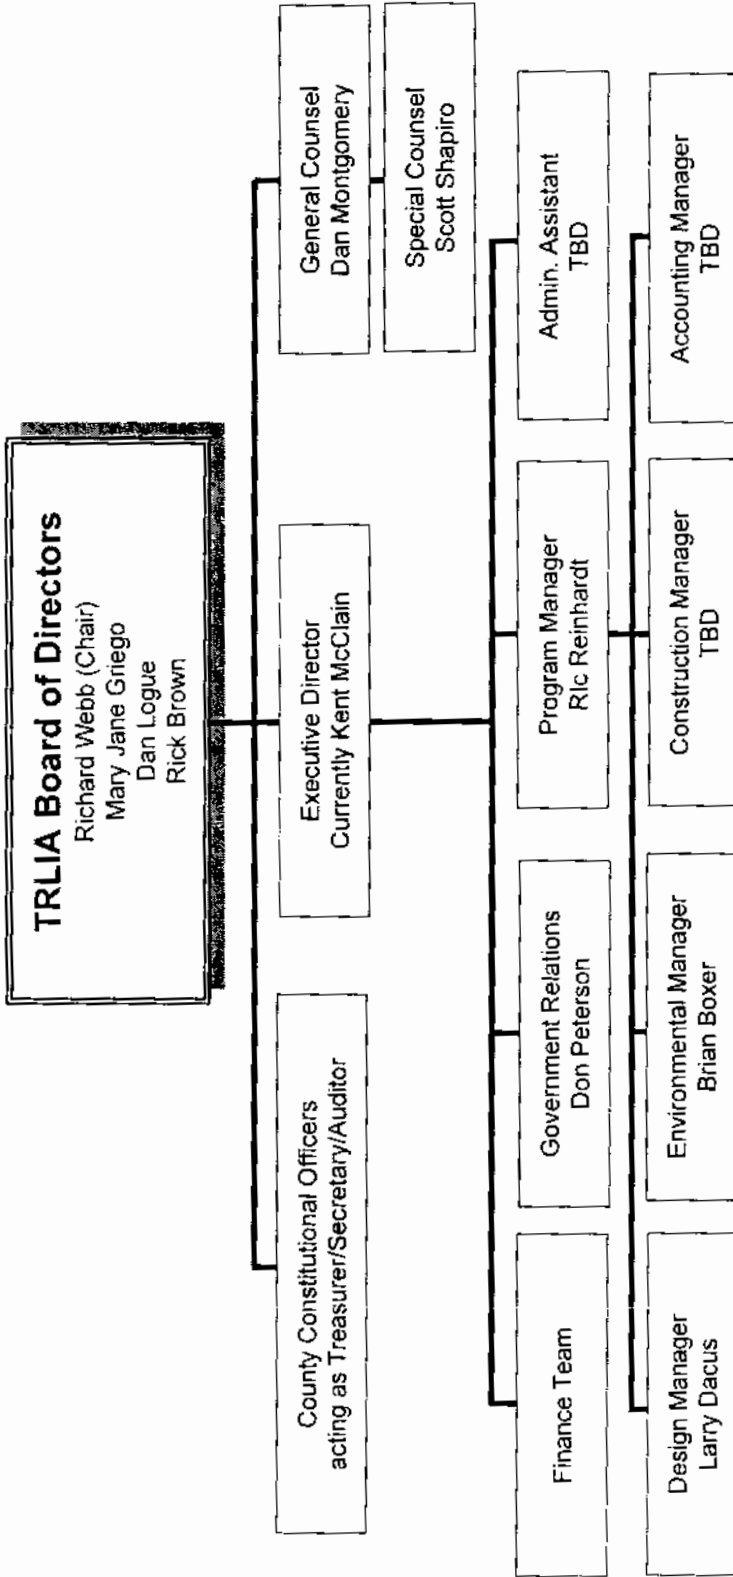 TRLIA Board of Directors
Richard Webb (Chair)
Mary Jane Griego
Dan Logue
Rick Brown
County Constitutional Officers
acting as Treasurer/Secretary/Auditor
Executive Director
Currently Kent McClain
General Counsel
Dan Montgomery
Special Counsel
Scott Shapiro
Finance Team
Government Relations
Don Peterson
Program Manager
Ric Reinhardt
Admin. Assistant
TBD
Design Manager
Larry Dacus
Environmental Manager
Brian Boxer
Construction Manager
TBD
Accounting Manager
TBD